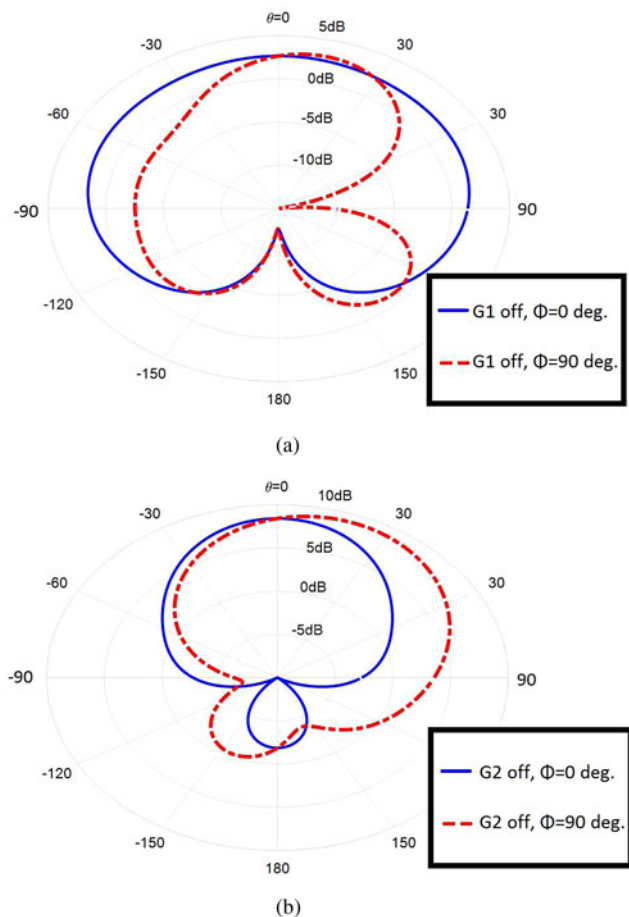 θ=0
5dB
-30
30
0dB
-60
30
-5dB
-10dB
-90
90
-120
-150
150
180
G1 off, Φ=0 deg.
G1 off, Φ=90 deg.
(a)
θ=0
10dB
-30
30
5dB
-60
30
0dB
-5dB
-90
90
-120
-150
150
180
G2 off, Φ=0 deg.
G2 off, Φ=90 deg.
(b)